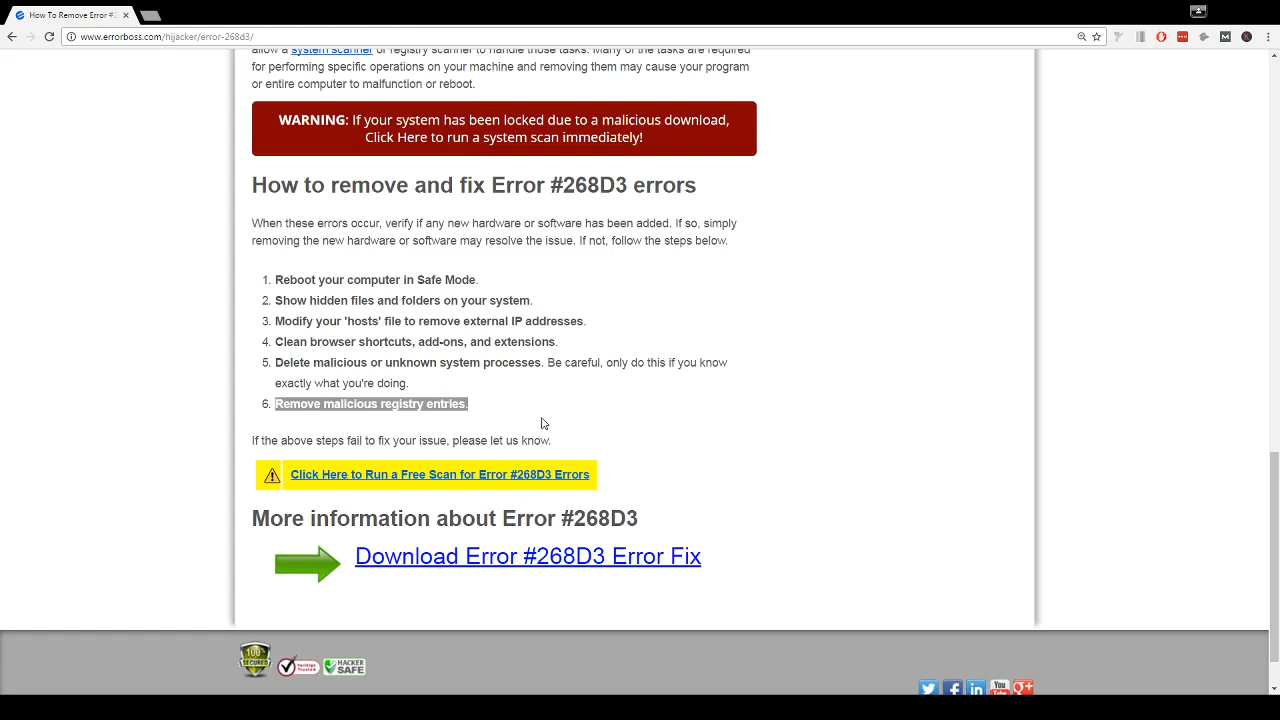 How To Remove Error #2
www.errorboss.com/hijacker/error-268d3/
allow a system scanner or registry scanner to handle those tasks. Many of the tasks are required
for performing specific operations on your machine and removing them may cause your program
or entire computer to malfunction or reboot.
WARNING: If your system has been locked due to a malicious download,
Click Here to run a system scan immediately!
How to remove and fix Error #268D3 errors
When these errors occur, verify if any new hardware or software has been added. If so, simply
removing the new hardware or software may resolve the issue. If not, follow the steps below.
1. Reboot your computer in Safe Mode.
2. Show hidden files and folders on your system.
3. Modify your 'hosts' file to remove external IP addresses.
4. Clean browser shortcuts, add-ons, and extensions.
5. Delete malicious or unknown system processes. Be careful, only do this if you know
exactly what you're doing.
6. Remove malicious registry entries.
If the above steps fail to fix your issue, please let us know.
Click Here to Run a Free Scan for Error #268D3 Errors
More information about Error #268D3
Download Error #268D3 Error Fix
100%
SECURED
VeriSign
Trusted
HACKER
SAFE
You